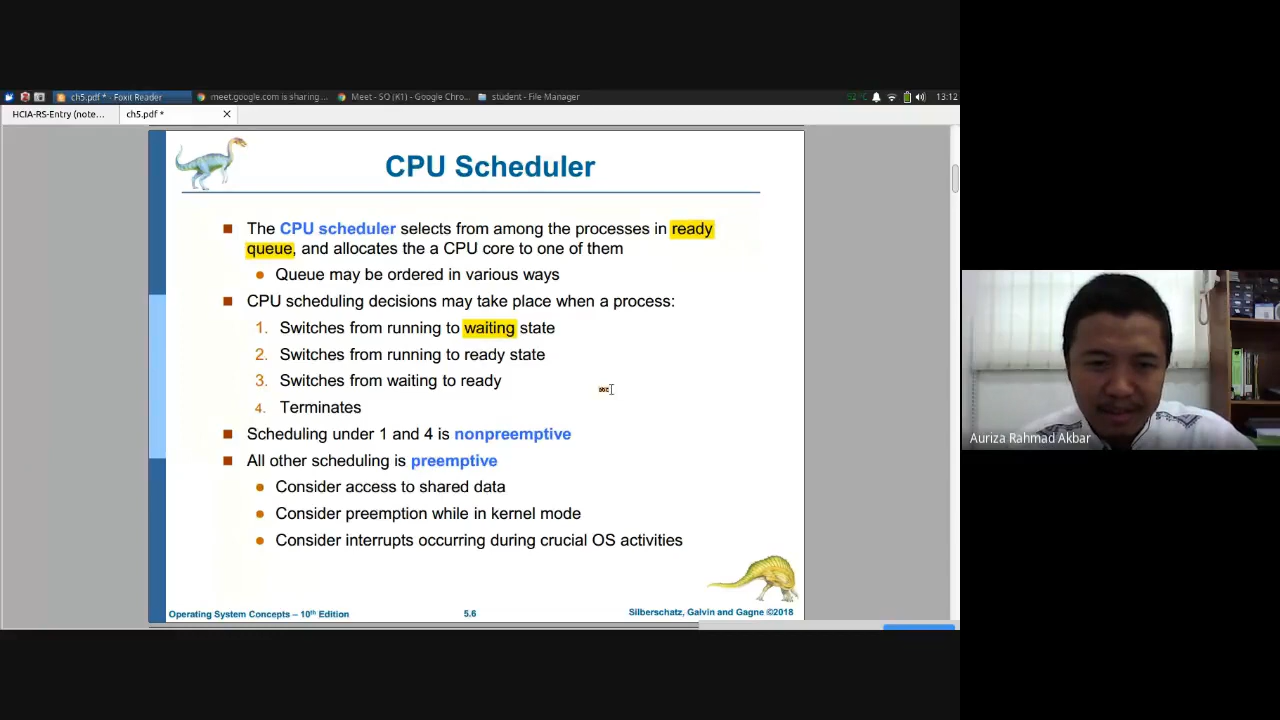 ch5.pdf * - Foxit Reader
meet.google.com is sharing ...
Meet - SO (K1) - Google Chro...
student - File Manager
52°C
13:12
HCIA-RS-Entry (note...
ch5.pdf *
CPU Scheduler
The CPU scheduler selects from among the processes in ready
queue, and allocates the a CPU core to one of them
Queue may be ordered in various ways
CPU scheduling decisions may take place when a process:
1. Switches from running to waiting state
2. Switches from running to ready state
3. Switches from waiting to ready
4. Terminates
Scheduling under 1 and 4 is nonpreemptive
All other scheduling is preemptive
Consider access to shared data
Consider preemption while in kernel mode
Consider interrupts occurring during crucial OS activities
Operating System Concepts – 10th Edition
5.6
Silberschatz, Galvin and Gagne ©2018
Auriza Rahmad Akbar